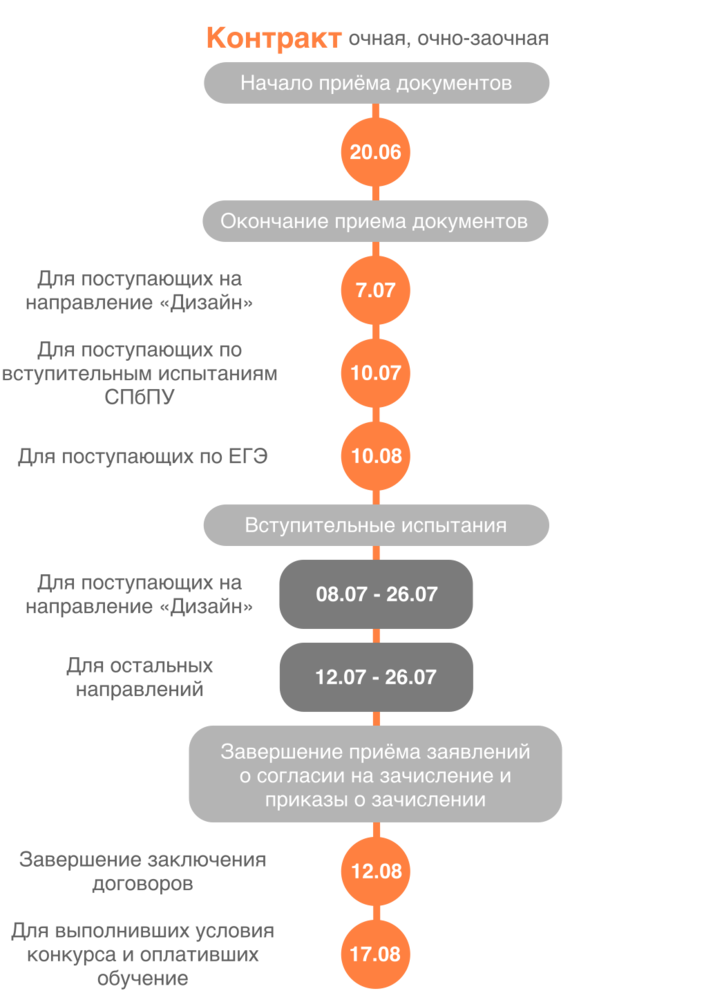 Контракт очная, очно-заочная
Начало приёма документов
20.06
Окончание приема документов
Для поступающих на
направление «Дизайн»
7.07
Для поступающих по
вступительным испытаниям
СПбПУ
10.07
Для поступающих по ЕГЭ
10.08
Вступительные испытания
Для поступающих на
направление «Дизайн»
08.07 - 26.07
Для остальных
направлений
12.07 - 26.07
Завершение приёма заявлений
о согласии на зачисление и
приказы о зачислении
Завершение заключения
договоров
12.08
Для выполнивших условия
конкурса и оплативших
обучение
17.08